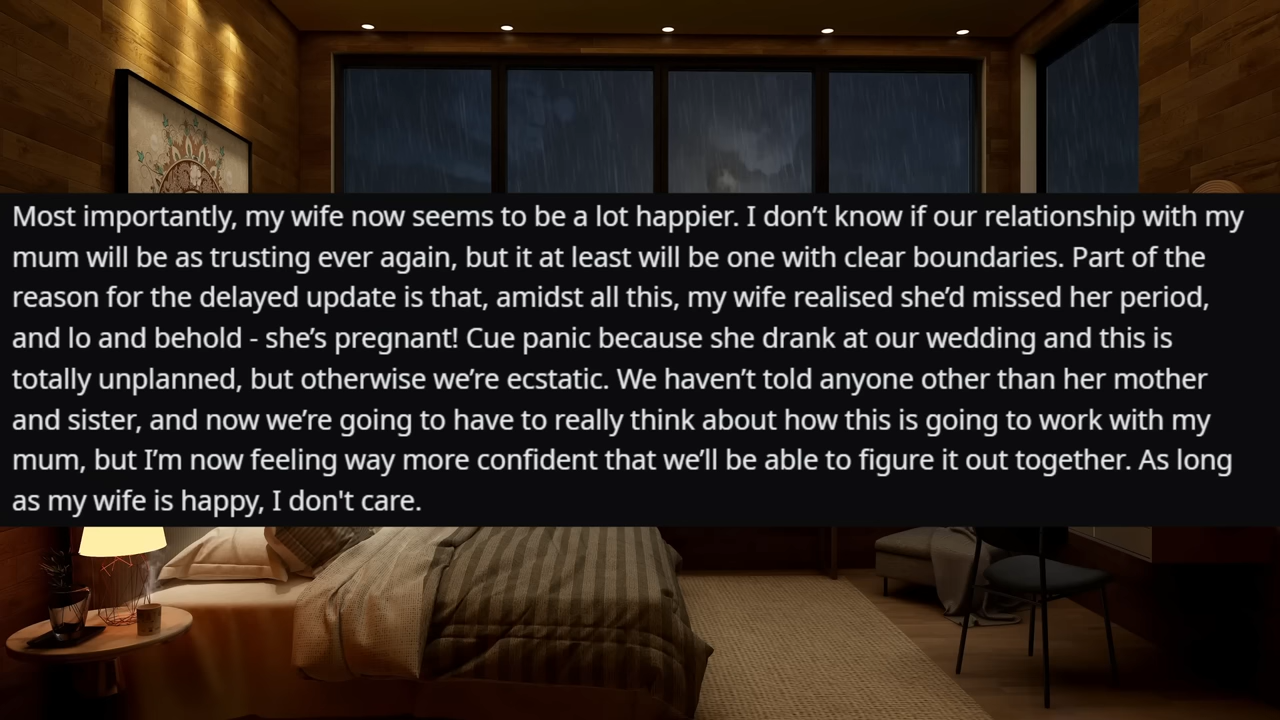 Most importantly, my wife now seems to be a lot happier. I don’t know if our relationship with my
mum will be as trusting ever again, but it at least will be one with clear boundaries. Part of the
reason for the delayed update is that, amidst all this, my wife realised she’d missed her period,
and lo and behold - she’s pregnant! Cue panic because she drank at our wedding and this is
totally unplanned, but otherwise we’re ecstatic. We haven’t told anyone other than her mother
and sister, and now we’re going to have to really think about how this is going to work with my
mum, but I’m now feeling way more confident that we’ll be able to figure it out together. As long
as my wife is happy, I don't care.